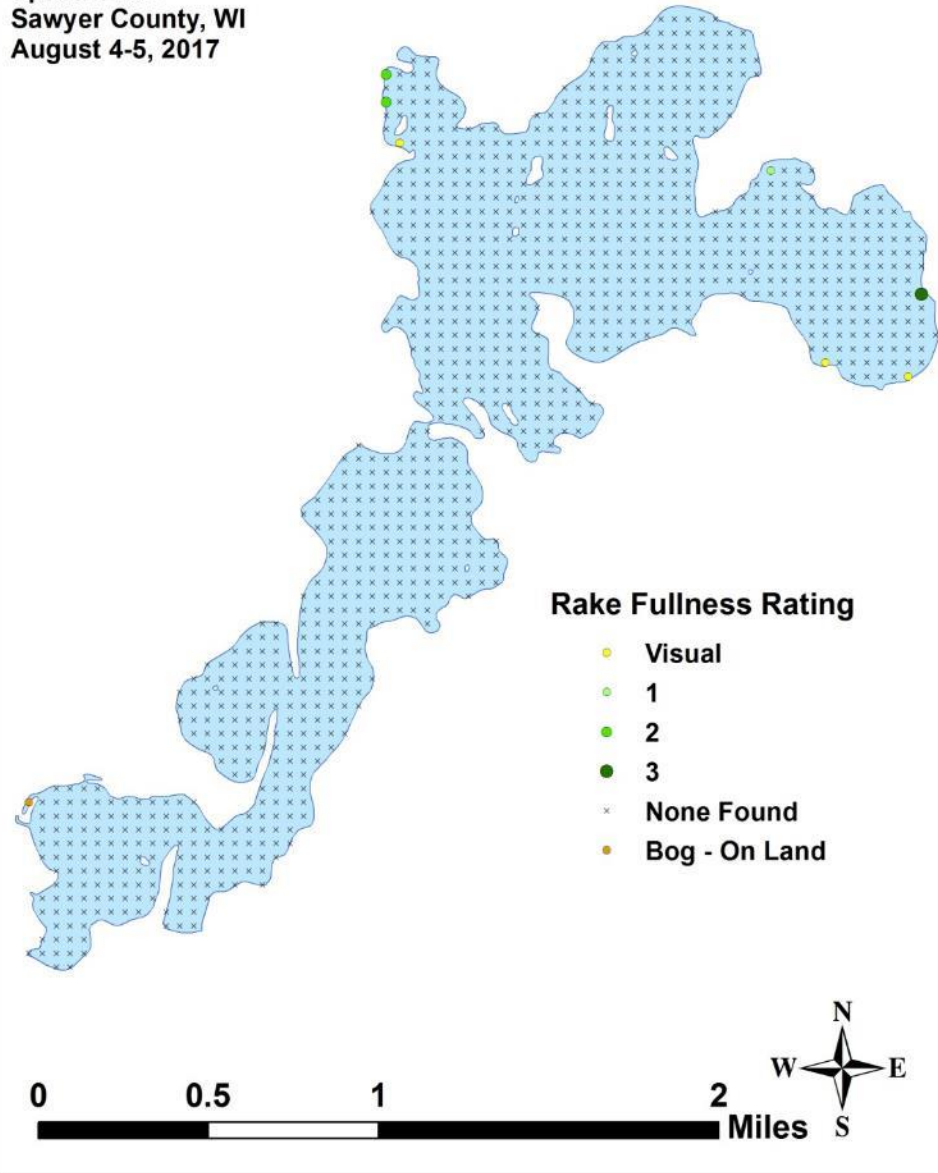 Sawyer County, WI
August 4-5, 2017
Rake Fullness Rating
Visual
1
2
3
None Found
Bog - On Land
N
W E
S
0 0.5 1 2
Miles